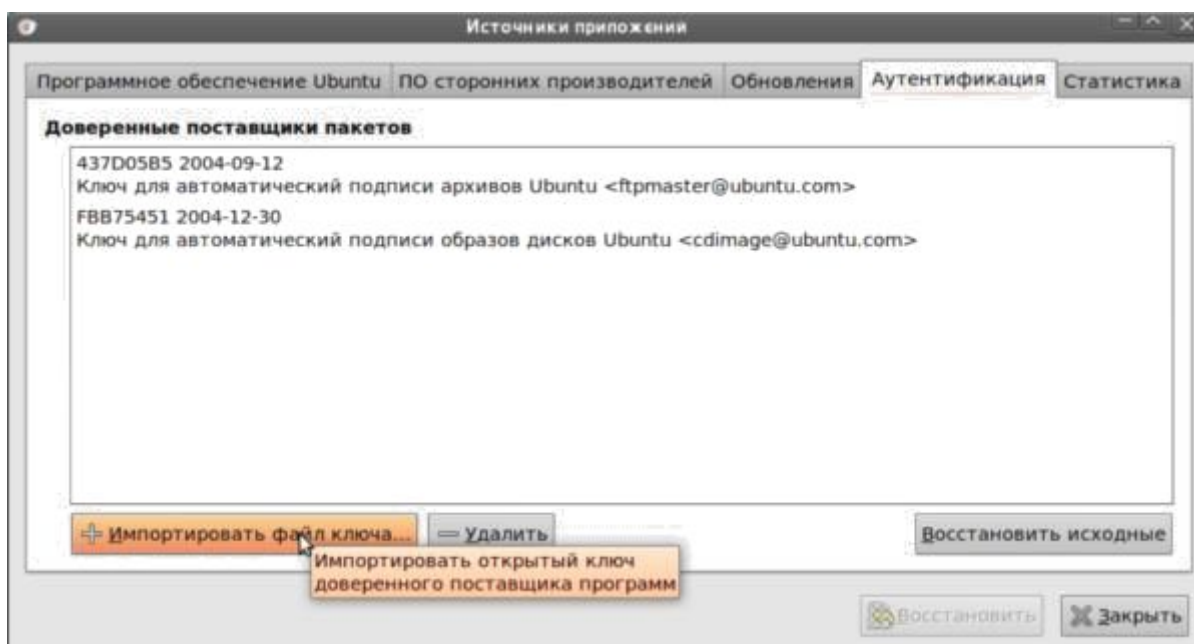 Источники приложений
Программное обеспечение Ubuntu ПО сторонних производителей Обновления Аутентификация Статистика
Доверенные поставщики пакетов
437D05B5 2004-09-12
Ключ для автоматический подписи архивов Ubuntu <ftpmaster@ubuntu.com>
FBB75451 2004-12-30
Ключ для автоматический подписи образов дисков Ubuntu <cdimage@ubuntu.com>
Импортировать файл ключа... Удалить Восстановить исходные
Импортировать открытый ключ
доверенного поставщика программ
Восстановить Закрыть